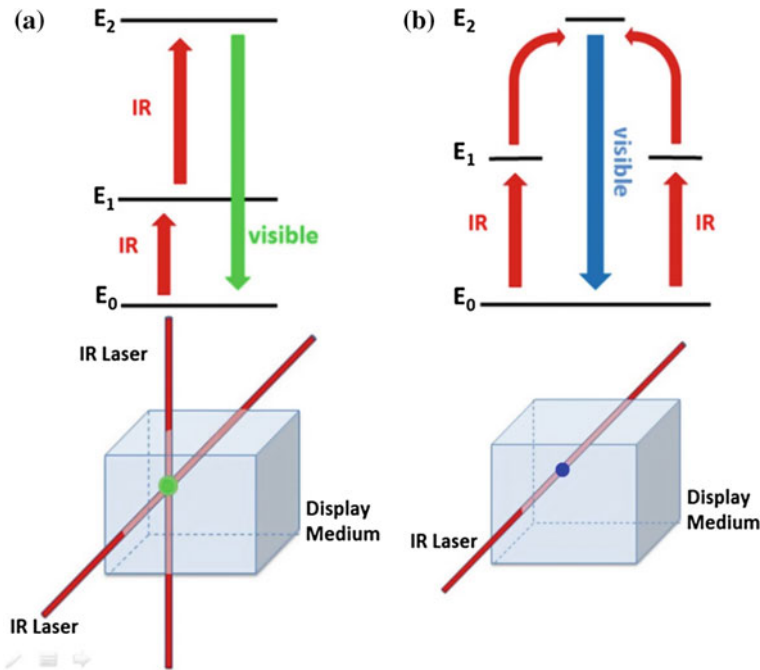 (a)
E2
IR
E1
IR
visible
E0
IR Laser
Display
Medium
IR Laser
(b)
E2
visible
E1
IR
IR
E0
Display
Medium
IR Laser